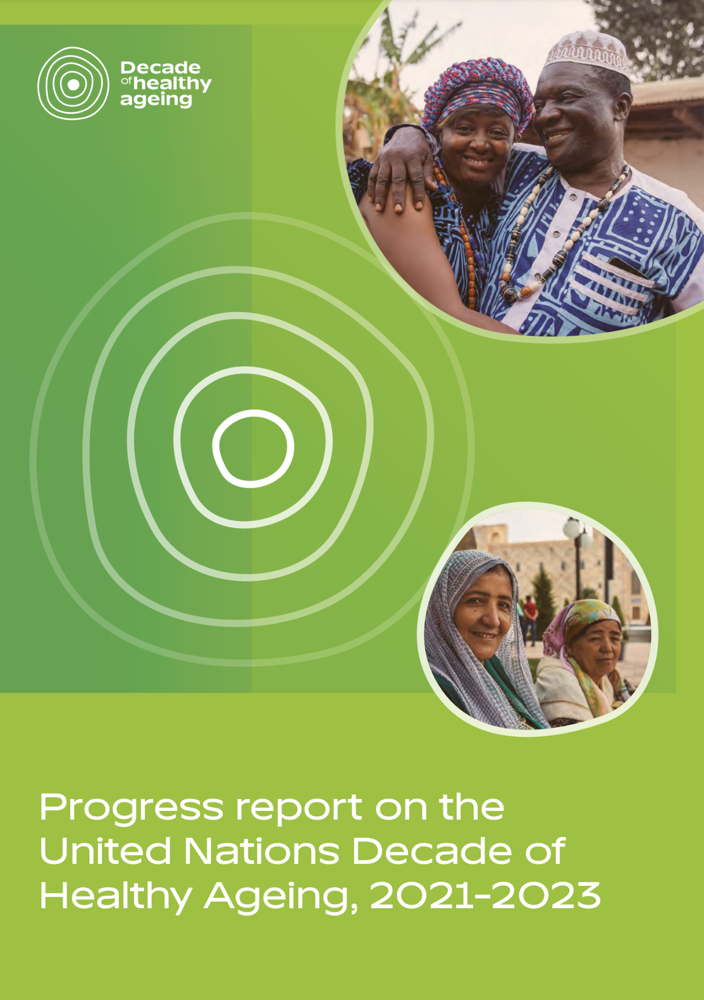 Decade
of healthy
ageing
Progress report on the
United Nations Decade of
Healthy Ageing, 2021–2023